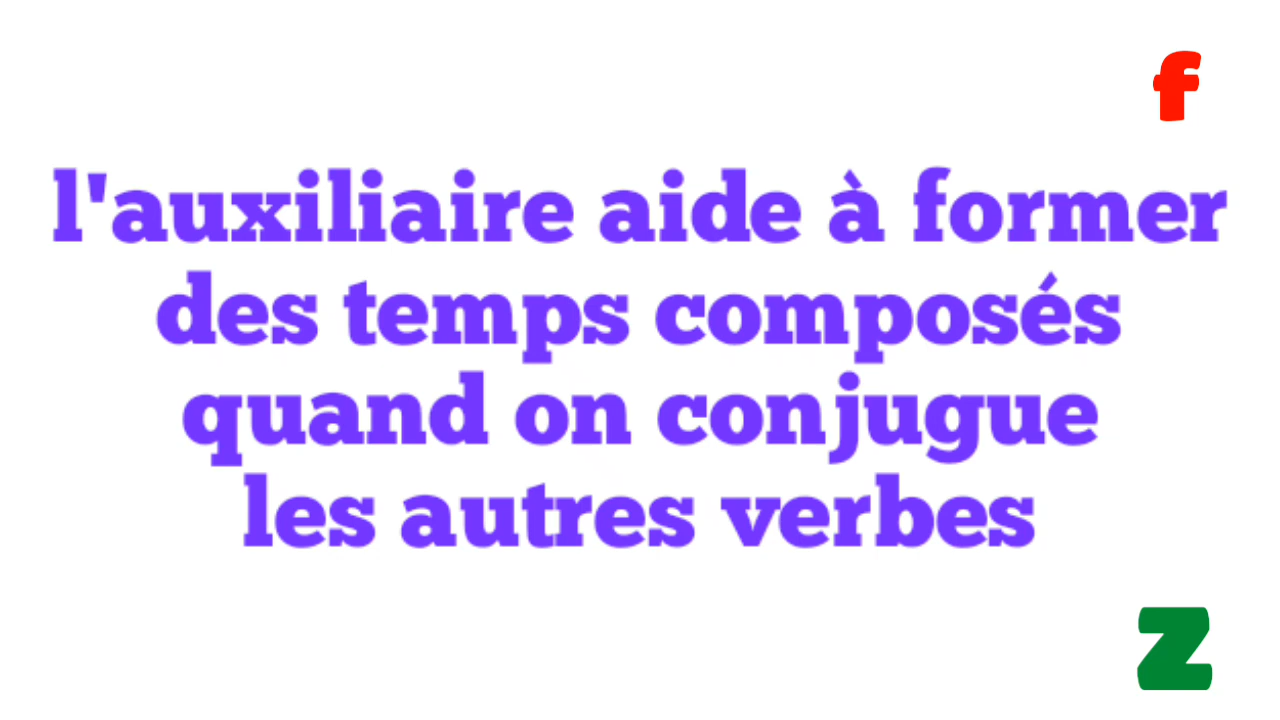 f
l'auxiliaire aide à former
des temps composés
quand on conjugue
les autres verbes
z